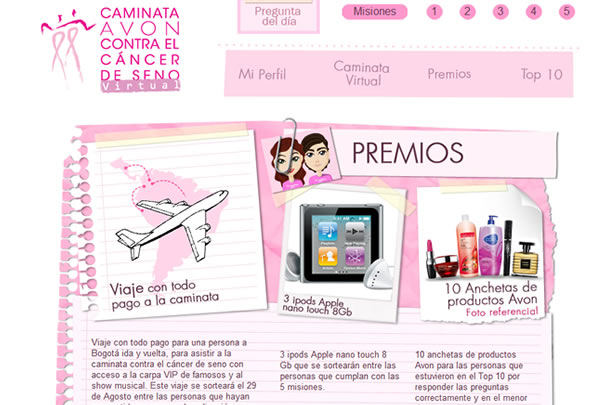 CAMINATA
AVON
CONTRA EL
CÁNCER
DE SENO
Virtual
Pregunta
del día
Misiones 1 2 3 4 5
Mi Perfil
Caminata
Virtual
Premios
Top 10
PREMIOS
Viaje con todo
pago a la caminata
3 ipods Apple
nano touch 8Gb
10 Anchetas de
productos Avon
Foto referencial
Viaje con todo pago para una persona a
Bogotá ida y vuelta, para asistir a la
caminata contra el cáncer de seno con
acceso a la carpa VIP de famosos y al
show musical. Este viaje se sorteará el 29
de Agosto entre las personas que hayan
3 ipods Apple nano touch 8
Gb que se sortearán entre las
personas que cumplan con las
5 misiones.
10 anchetas de productos
Avon para las personas que
estuvieron en el Top 10 por
responder las preguntas
correctamente y en el menor